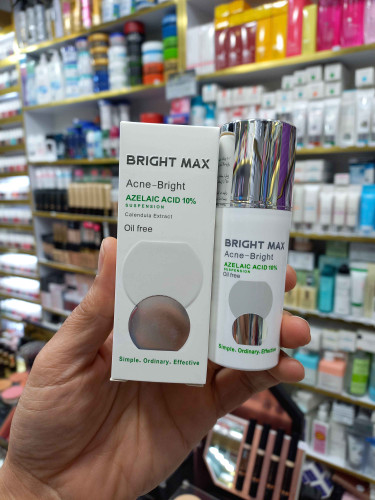 BRIGHT MAX
Acne-Bright
AZELAIC ACID 10%
SUSPENSION
Calendula Extract
Oil free
Simple. Ordinary. Effective
BRIGHT MAX
Acne-Bright
AZELAIC ACID 10%
SUSPENSION
Oil free
Simple. Ordinary. Effective